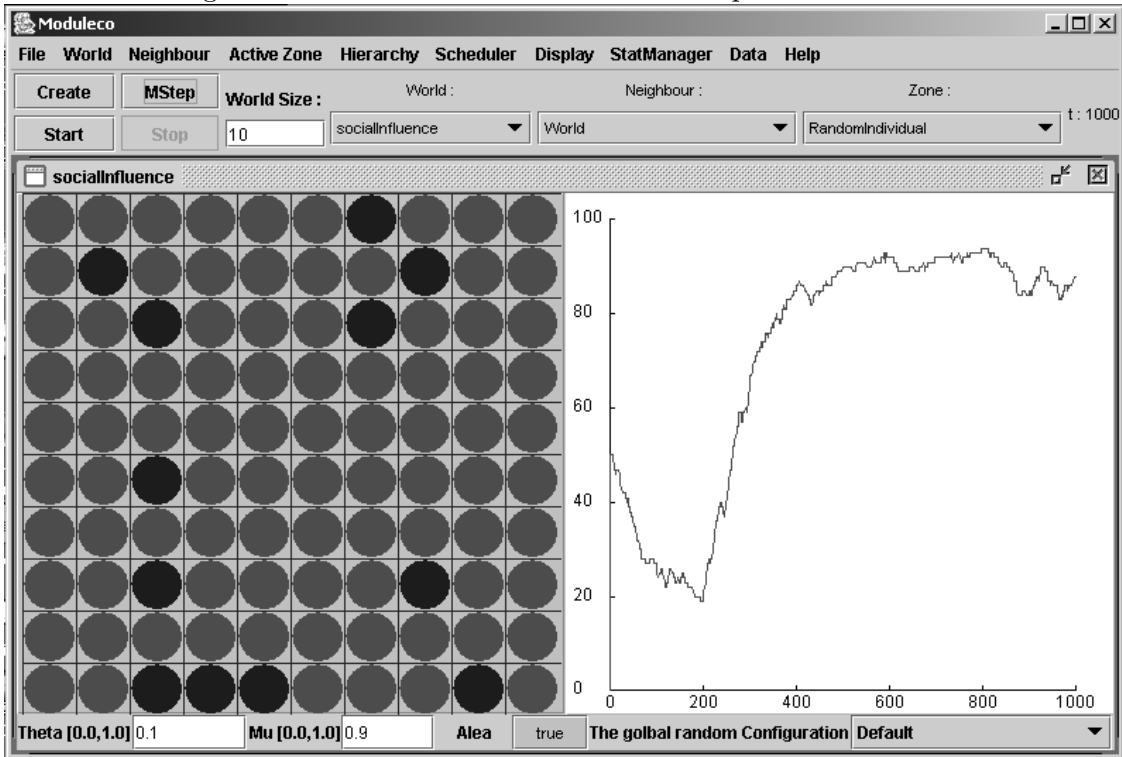 Moduleco
File World Neighbour Active Zone Hierarchy Scheduler Display StatManager Data Help
Create MStep World Size : World : Neighbour : Zone : t : 1000
Start Stop 10 socialInfluence World RandomIndividual
socialInfluence
100
80
60
40
20
0
0 200 400 600 800 1000
Theta [0.0,1.0] 0.1 Mu [0.0,1.0] 0.9 Alea true The golbal random Configuration Default